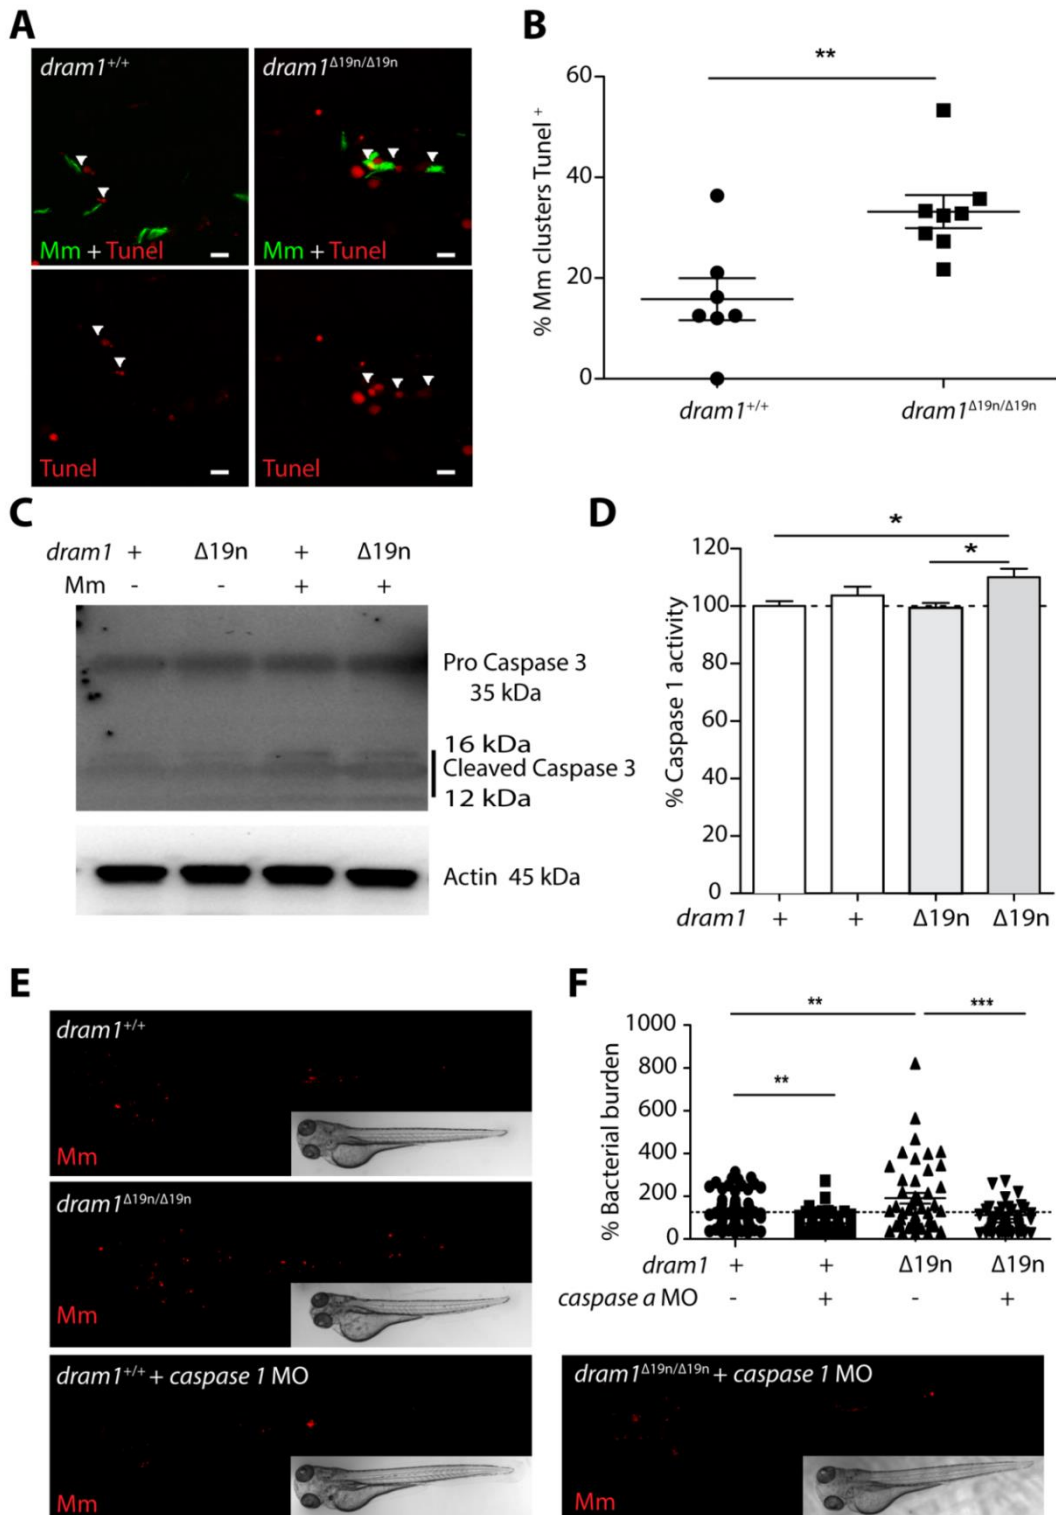 A
dram1+/+
dram1Δ19n/Δ19n
Mm + Tunel
Mm + Tunel
Tunel
Tunel
B
**
60
40
20
0
% Mm clusters Tunel +
dram1+/+
dram1Δ19n/Δ19n
C
dram1 + Δ19n + Δ19n
Mm - - + +
Pro Caspase 3
35 kDa
16 kDa
Cleaved Caspase 3
12 kDa
Actin 45 kDa
D
*
*
120
100
80
60
40
20
0
% Caspase 1 activity
dram1 + + Δ19n Δ19n
E
dram1+/+
Mm
dram1Δ19n/Δ19n
Mm
dram1+/+ + caspase 1 MO
Mm
F
** ***
**
1000
800
600
400
200
0
% Bacterial burden
dram1 + + Δ19n Δ19n
caspase a MO - + - +
dram1Δ19n/Δ19n + caspase 1 MO
Mm